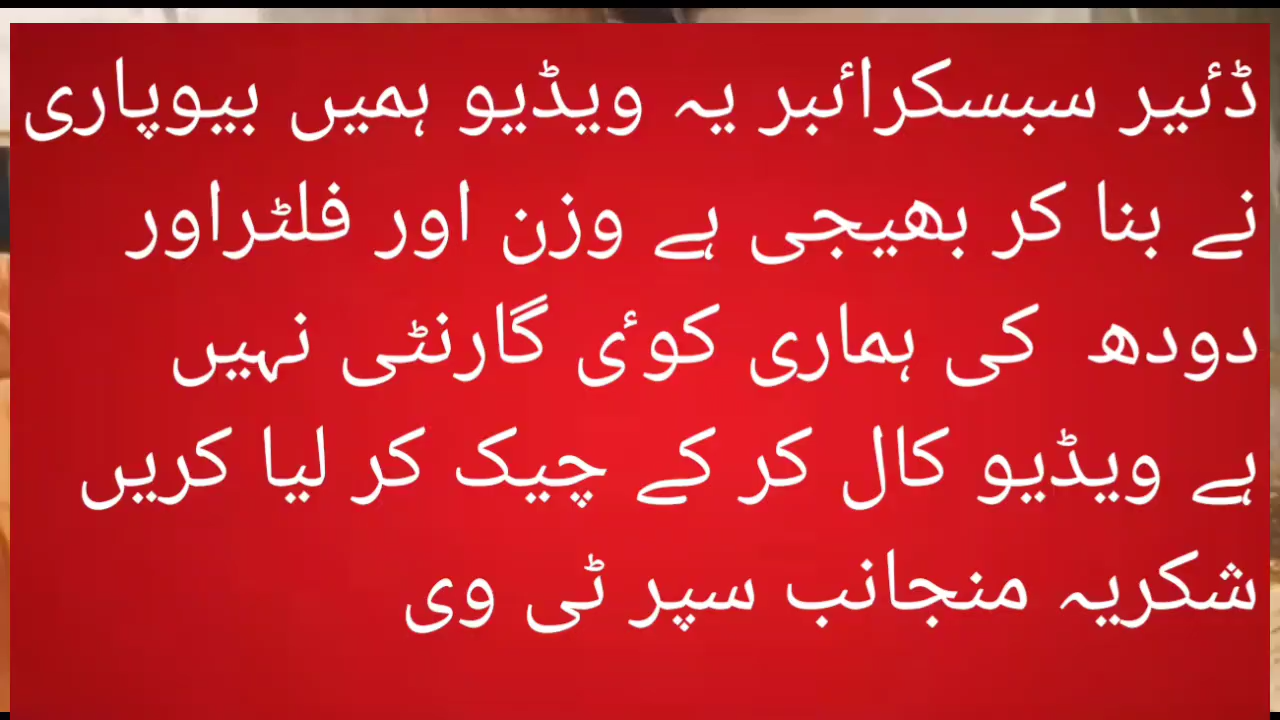 ڈئیر سبسکرائبر یہ ویڈیو ہمیں بیوپاری
نے بنا کر بھیجی ہے وزن اور فلٹراور
دودھ کی ہماری کوئی گارنٹی نہیں
ہے ویڈیو کال کر کے چیک کر لیا کریں
شکریہ منجانب سپر ٹی وی